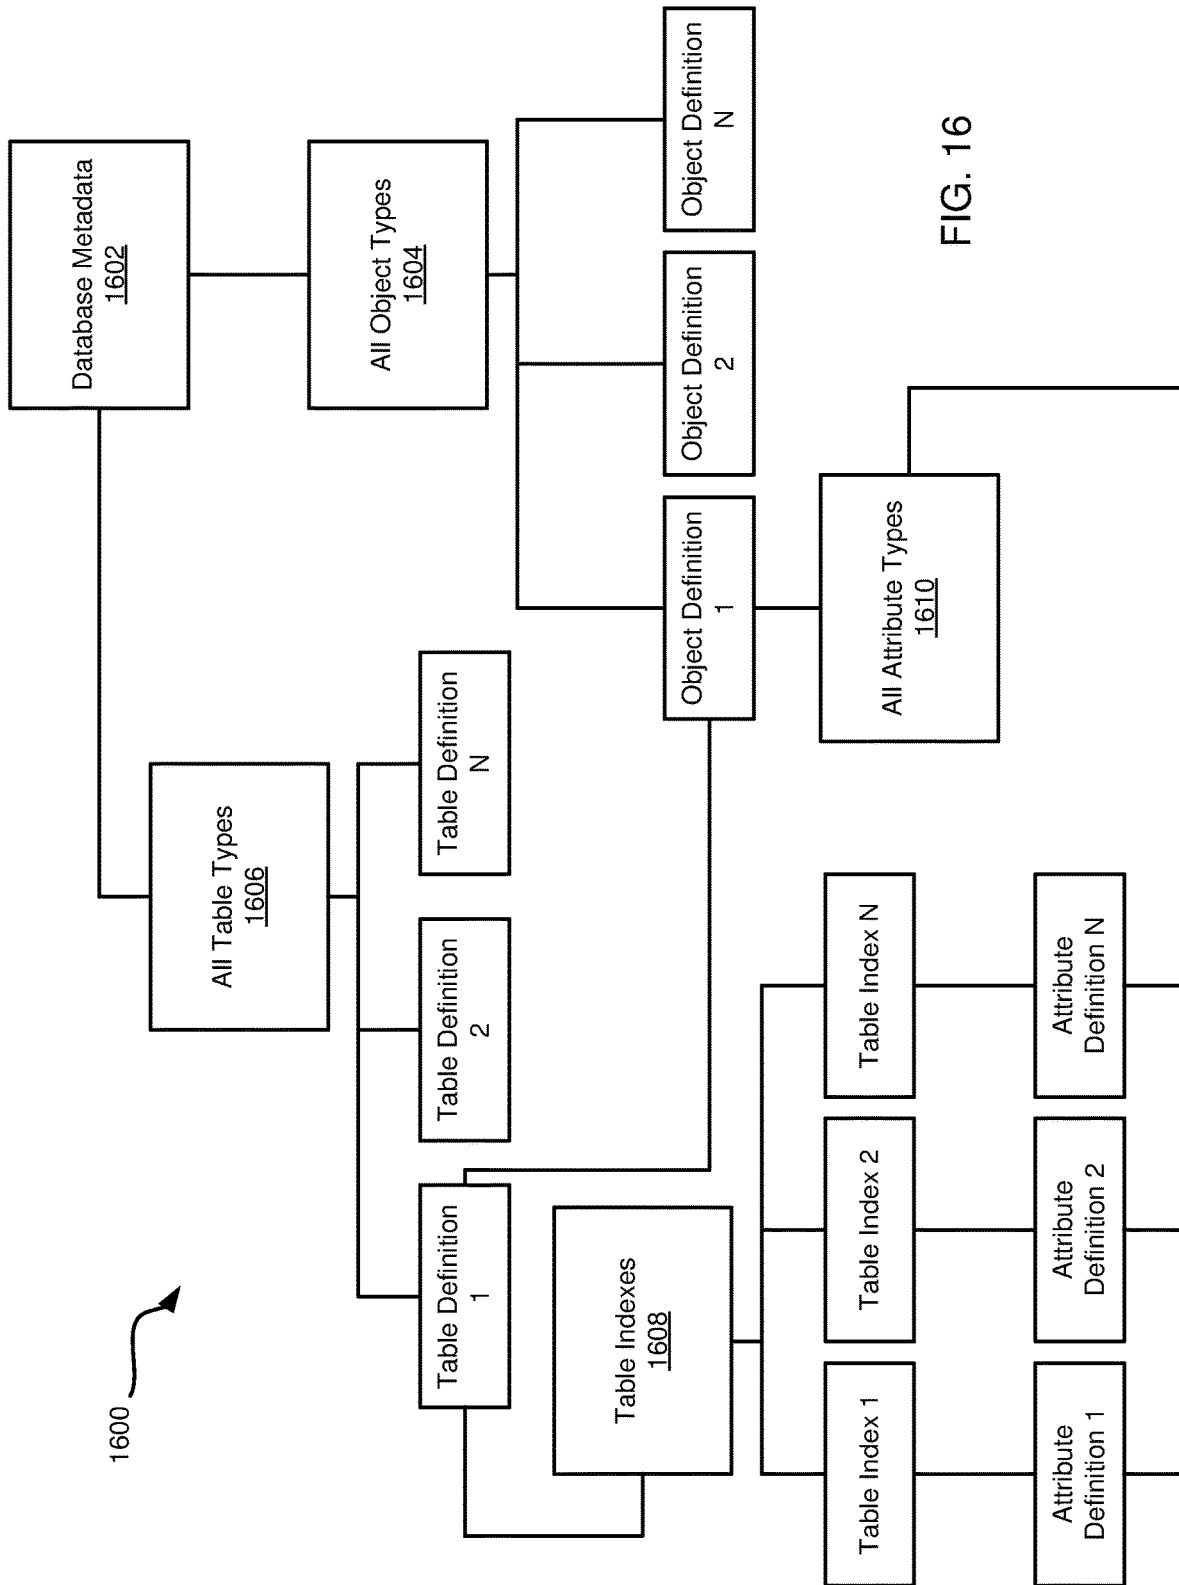 1600
Database Metadata
1602
All Table Types
1606
All Object Types
1604
Table Definition
1
Table Definition
2
Table Definition
N
Table Indexes
1608
Object Definition
1
Object Definition
2
Object Definition
N
Table Index 1
Table Index 2
Table Index N
All Attribute Types
1610
Attribute
Definition 1
Attribute
Definition 2
Attribute
Definition N
FIG. 16